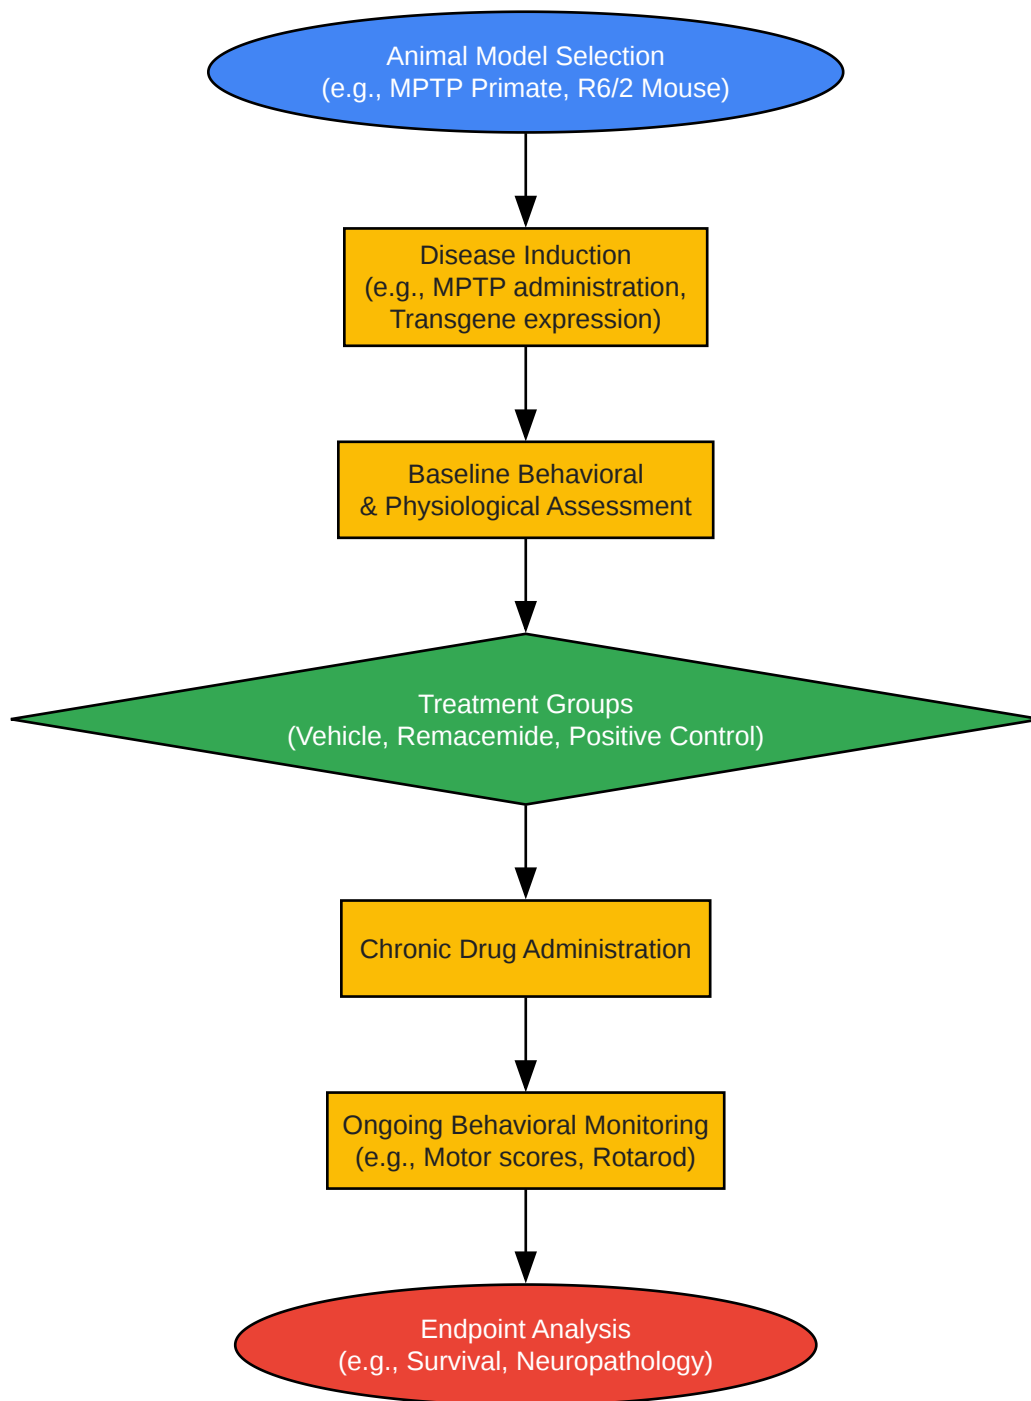 Animal Model Selection
(e.g., MPTP Primate, R6/2 Mouse)
Disease Induction
(e.g., MPTP administration,
Transgene expression)
Baseline Behavioral
& Physiological Assessment
Treatment Groups
(Vehicle, Remacemide, Positive Control)
Chronic Drug Administration
Ongoing Behavioral Monitoring
(e.g., Motor scores, Rotarod)
Endpoint Analysis
(e.g., Survival, Neuropathology)